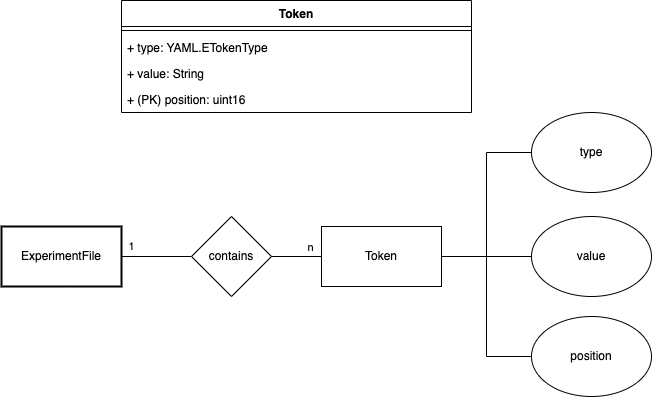 Token
+ type: YAML.ETokenType
+ value: String
+ (PK) position: uint16
type
ExperimentFile
1
contains
n
Token
value
position